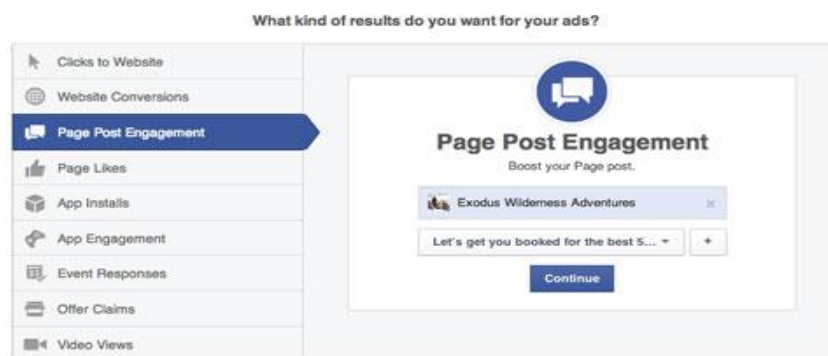 What kind of results do you want for your ads?
Clicks to Website
Website Conversions
Page Post Engagement
Page Likes
App Installs
App Engagement
Event Responses
Offer Claims
Video Views
Page Post Engagement
Boost your Page post.
Exodus Wilderness Adventures
Let's get you booked for the best 5...
Continue